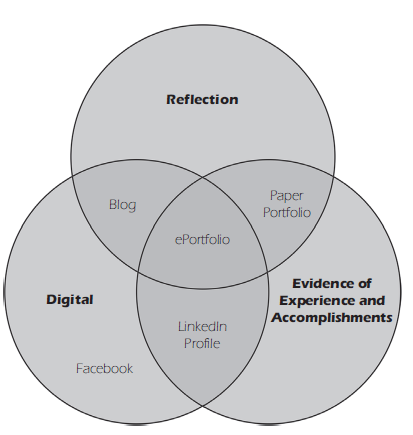 Reflection
Blog
Paper
Portfolio
ePortfolio
Digital
Evidence of
Experience and
Accomplishments
LinkedIn
Profile
Facebook